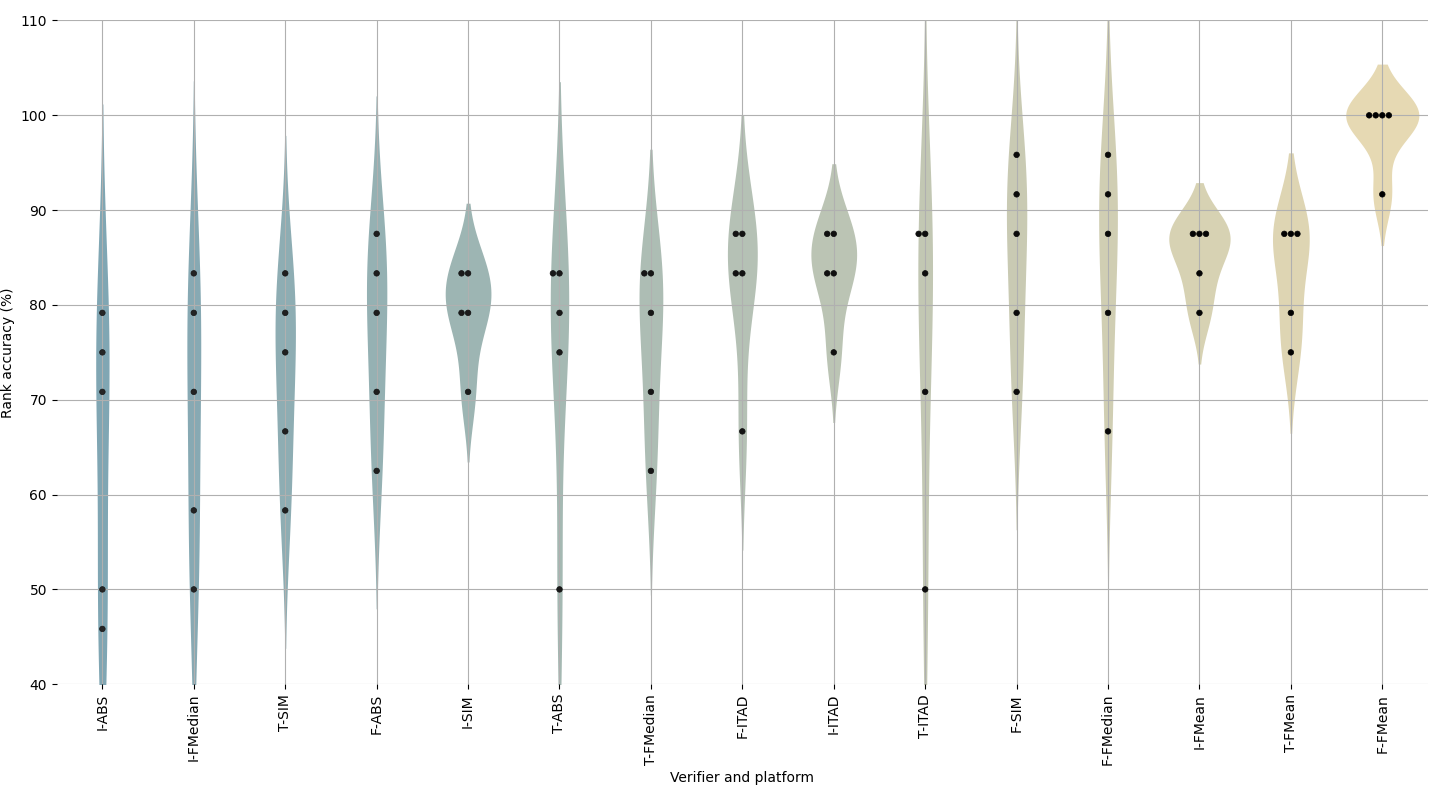 110
100
90
80
70
60
50
40
Rank accuracy (%)
I-ABS
I-FMedian
T-SIM
F-ABS
I-SIM
T-ABS
T-FMedian
F-ITAD
I-ITAD
T-ITAD
F-SIM
F-FMedian
I-FMean
T-FMean
F-FMean
Verifier and platform